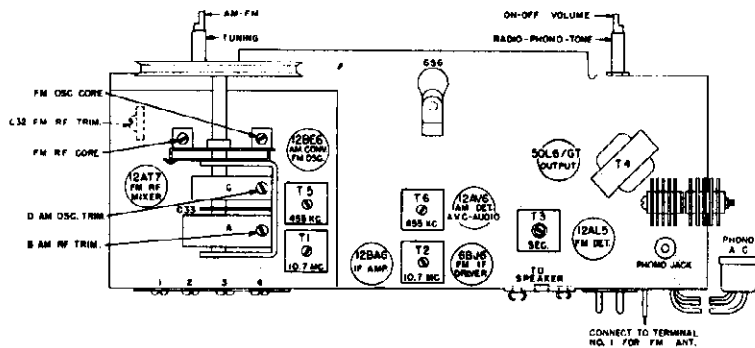 AM-FM
TUNING
ON-OFF VOLUME
RADIO-PHONO-TONE
FM OSC CORE
C32 FM RF TRIM.
FM RF CORE
12AT7
FM RF
MIXER
D AM OSC. TRIM.
B AM RF TRIM.
12BE6
AM CONV.
FM OSC.
C
C33
A
T5
455 KC
T1
10.7 MC
T6
455 KC
12AV6
AM DET.
AVC-AUDIO
12BA6
IF AMP.
T2
10.7 MC
6BJ6
FM IF
DRIVER
50L6/GT
OUTPUT
T4
T3
SEC.
12AL5
FM DET.
TO
SPEAKER
PHONO JACK
PHONO
A C
1 2 3 4
CONNECT TO TERMINAL
NO. 1 FOR FM ANT.